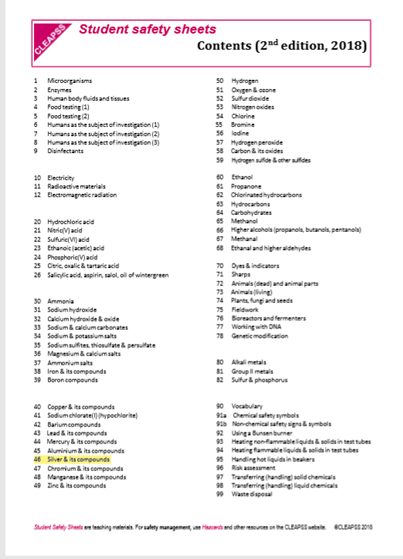 CLEAPSS
Student safety sheets
Contents (2nd edition, 2018)
1 Microorganisms
2 Enzymes
3 Human body fluids and tissues
4 Food testing (1)
5 Food testing (2)
6 Humans as the subject of investigation (1)
7 Humans as the subject of investigation (2)
8 Humans as the subject of investigation (3)
9 Disinfectants
10 Electricity
11 Radioactive materials
12 Electromagnetic radiation
20 Hydrochloric acid
21 Nitric(V) acid
22 Sulfuric(VI) acid
23 Ethanoic (acetic) acid
24 Phosphoric(V) acid
25 Citric, oxalic & tartaric acid
26 Salicylic acid, aspirin, salol, oil of wintergreen
30 Ammonia
31 Sodium hydroxide
32 Calcium hydroxide & oxide
33 Sodium & calcium carbonates
34 Sodium & potassium salts
35 Sodium sulfites, thiosulfate & persulfate
36 Magnesium & calcium salts
37 Ammonium salts
38 Iron & its compounds
39 Boron compounds
40 Copper & its compounds
41 Sodium chlorate(I) (hypochlorite)
42 Barium compounds
43 Lead & its compounds
44 Mercury & its compounds
45 Aluminium & its compounds
46 Silver & its compounds
47 Chromium & its compounds
48 Manganese & its compounds
49 Zinc & its compounds
50 Hydrogen
51 Oxygen & ozone
52 Sulfur dioxide
53 Nitrogen oxides
54 Chlorine
55 Bromine
56 Iodine
57 Hydrogen peroxide
58 Carbon & its oxides
59 Hydrogen sulfide & other sulfides
60 Ethanol
61 Propanone
62 Chlorinated hydrocarbons
63 Hydrocarbons
64 Carbohydrates
65 Methanol
66 Higher alcohols (propanols, butanols, pentanols)
67 Methanal
68 Ethanal and higher aldehydes
70 Dyes & indicators
71 Sharps
72 Animals (dead) and animal parts
73 Animals (living)
74 Plants, fungi and seeds
75 Fieldwork
76 Bioreactors and fermenters
77 Working with DNA
78 Genetic modification
80 Alkali metals
81 Group II metals
82 Sulfur & phosphorus
90 Vocabulary
91a Chemical safety symbols
91b Non-chemical safety signs & symbols
92 Using a Bunsen burner
93 Heating non-flammable liquids & solids in test tubes
94 Heating flammable liquids & solids in test tubes
95 Handling hot liquids in beakers
96 Risk assessment
97 Transferring (handling) solid chemicals
98 Transferring (handling) liquid chemicals
99 Waste disposal
Student Safety Sheets are teaching materials. For safety management, use Hazcards and other resources on the CLEAPSS website. ©CLEAPSS 2018